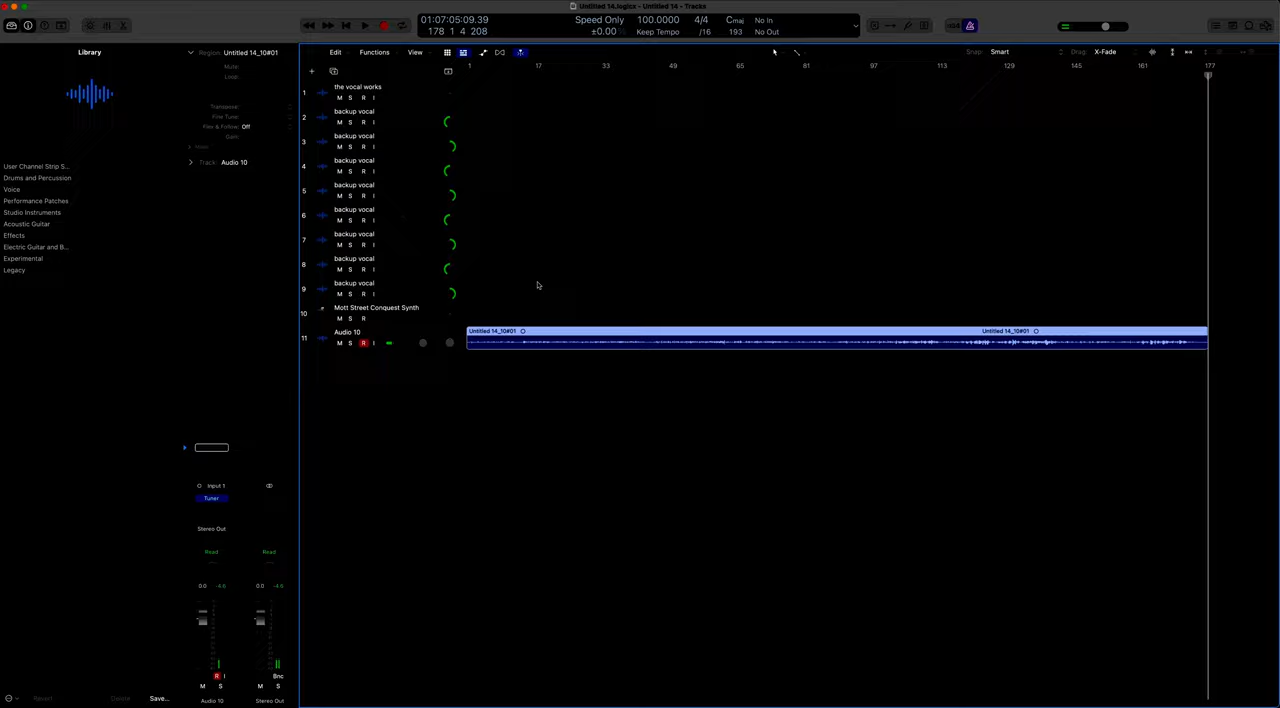 Untitled 14.logicx - Untitled 14 - Tracks
01:07:05:09.39
178 1 4 208
Speed Only
±0.00
100.0000
Keep Tempo
4/4
/16
Cmaj
193
No In
No Out
Library
Region: Untitled 14_10#01
Mute:
Loop:
Transpose:
Fine Tune:
Flex & Follow: Off
Gain:
Track: Audio 10
User Channel Strip S...
Drums and Percussion
Voice
Performance Patches
Studio Instruments
Acoustic Guitar
Effects
Electric Guitar and B...
Experimental
Legacy
Edit
Functions
View
Snap: Smart
Drag: X-Fade
1 17 33 49 65 81 97 113 129 145 161 177
1 the vocal works
M S R I
2 backup vocal
M S R I
3 backup vocal
M S R I
4 backup vocal
M S R I
5 backup vocal
M S R I
6 backup vocal
M S R I
7 backup vocal
M S R I
8 backup vocal
M S R I
9 backup vocal
M S R I
10 Mott Street Conquest Synth
M S R
11 Audio 10
M S R I
Untitled 14_10#01
Untitled 14_10#01
Input 1
Tuner
Stereo Out
Read Read
0.0 -4.6 0.0 -4.6
R I Bnc
M S M S
Audio 10 Stereo Out
Revert Delete Save...